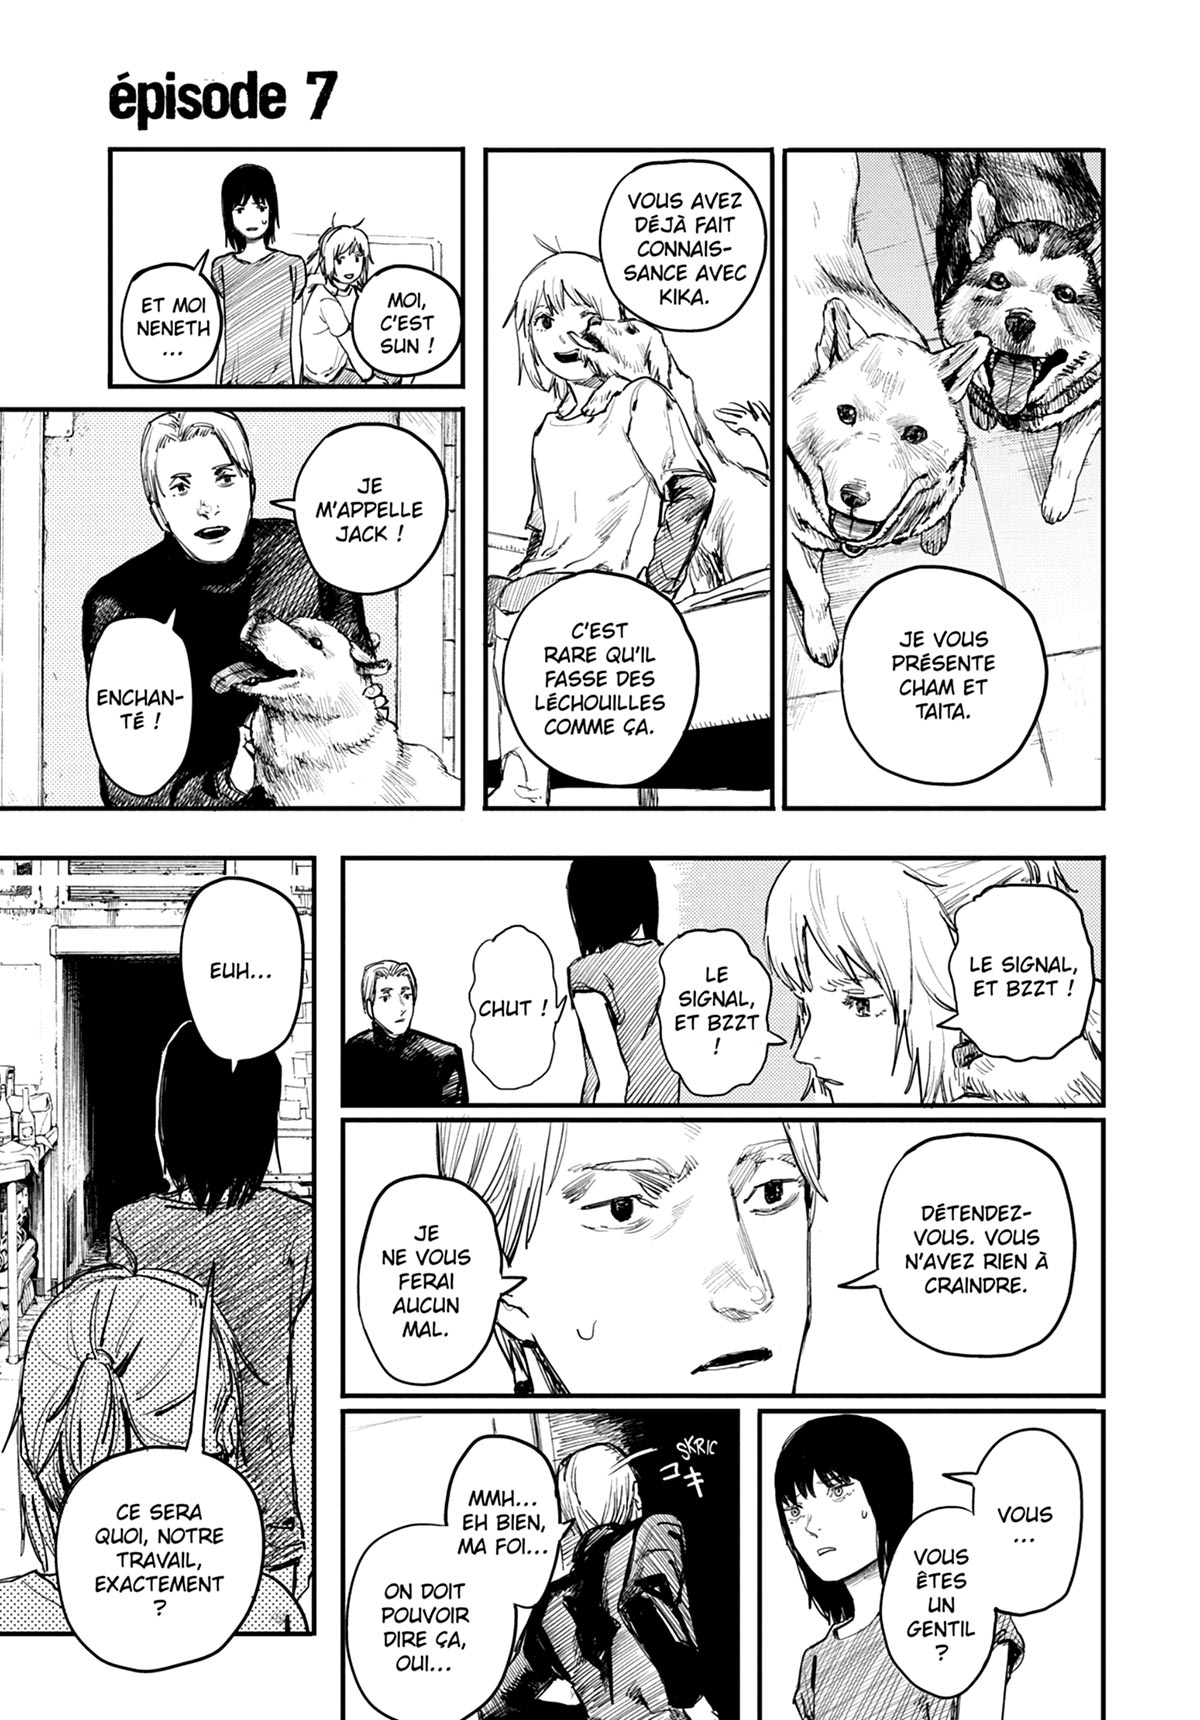 épisode 7
JE VOUS
PRÉSENTE
CHAM ET
TAITA.
VOUS AVEZ
DÉJÀ FAIT
CONNAIS-
SANCE AVEC
KIKA.
C'EST
RARE QU'IL
FASSE DES
LÉCHOUILLES
COMME ÇA.
MOI,
C'EST
SUN !
ET MOI
NENETH
...
JE
M'APPELLE
JACK !
ENCHAN-
TÉ !
LE SIGNAL,
ET BZZT !
LE
SIGNAL,
ET BZZT
!
CHUT !
DÉTENDEZ-
VOUS. VOUS
N'AVEZ RIEN À
CRAINDRE.
JE
NE VOUS
FERAI
AUCUN
MAL.
VOUS
...
VOUS
ÊTES
UN
GENTIL
?
SKRIC
コキ
MMH...
EH BIEN,
MA FOI...
ON DOIT
POUVOIR
DIRE ÇA,
OUI...
EUH...
CE SERA
QUOI, NOTRE
TRAVAIL,
EXACTEMENT
?